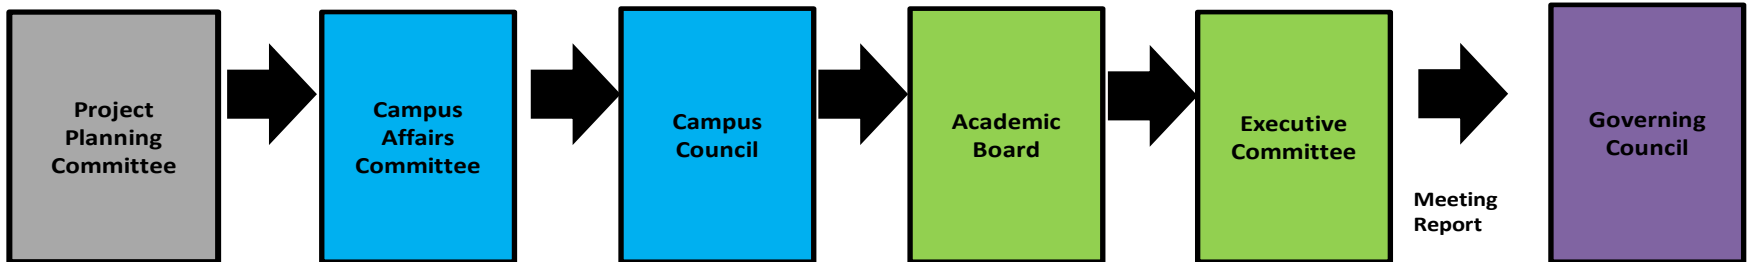 Project
Planning
Committee
Campus
Affairs
Committee
Campus
Council
Academic
Board
Executive
Committee
Meeting
Report
Governing
Council